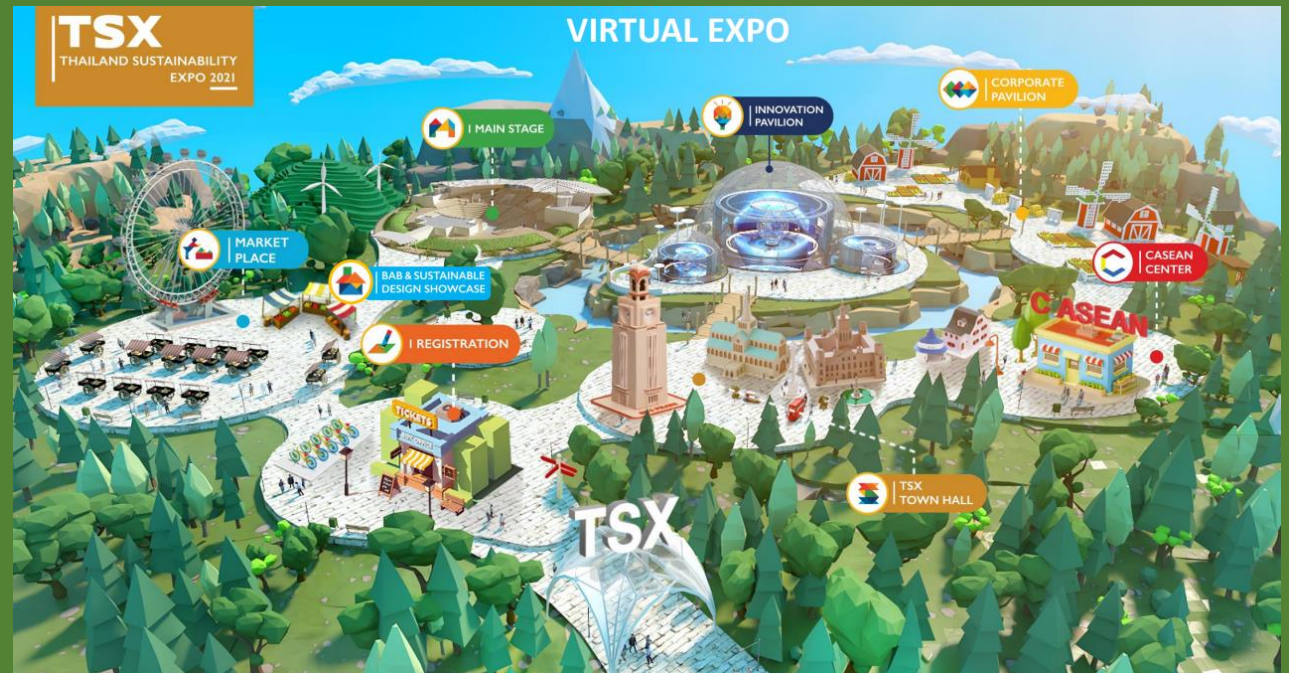 TSX
THAILAND SUSTAINABILITY
EXPO 2021
VIRTUAL EXPO
CORPORATE
PAVILION
INNOVATION
PAVILION
MAIN STAGE
MARKET
PLACE
CASEAN
CENTER
BAB & SUSTAINABLE
DESIGN SHOWCASE
C ASEAN
REGISTRATION
TICKETS
TSX
TOWN HALL
TSX